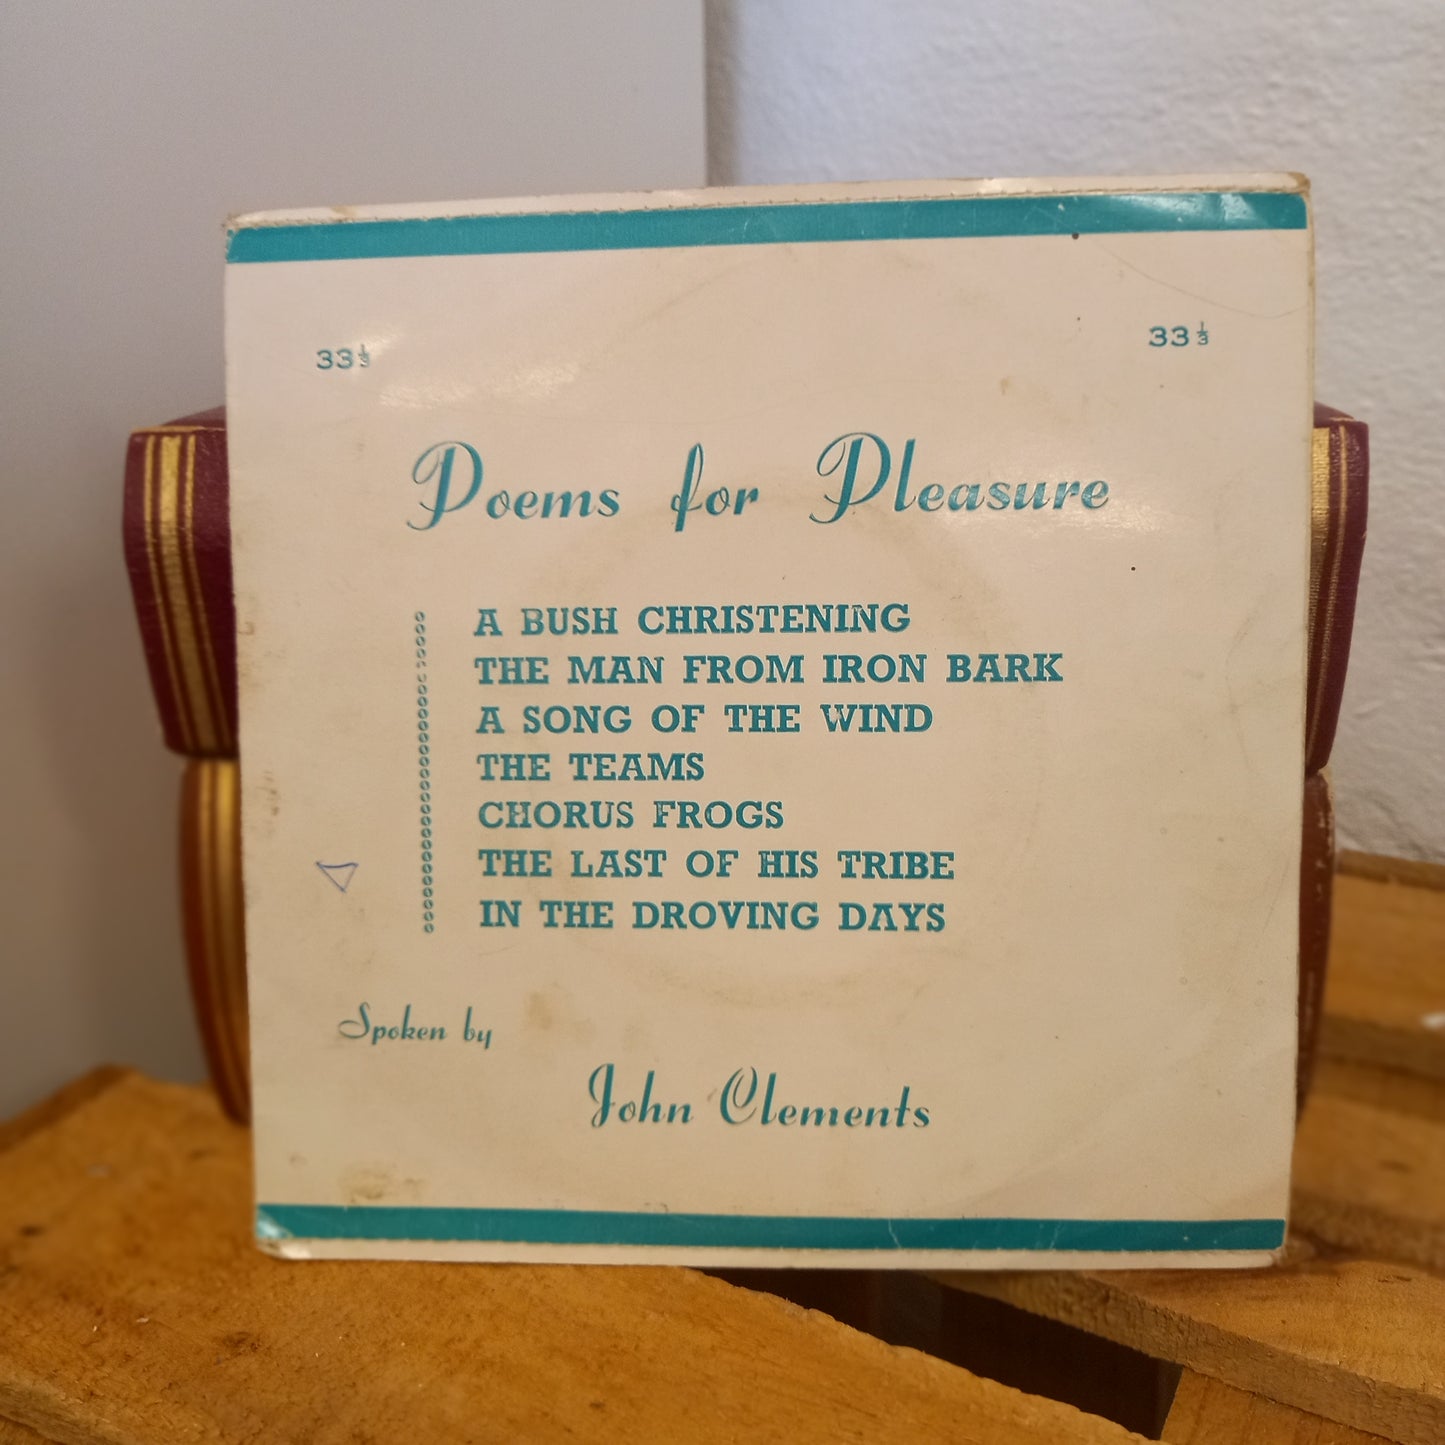 33⅓ 33⅓
Poems for Pleasure
A BUSH CHRISTENING
THE MAN FROM IRON BARK
A SONG OF THE WIND
THE TEAMS
CHORUS FROGS
THE LAST OF HIS TRIBE
IN THE DROVING DAYS
Spoken by
John Clements